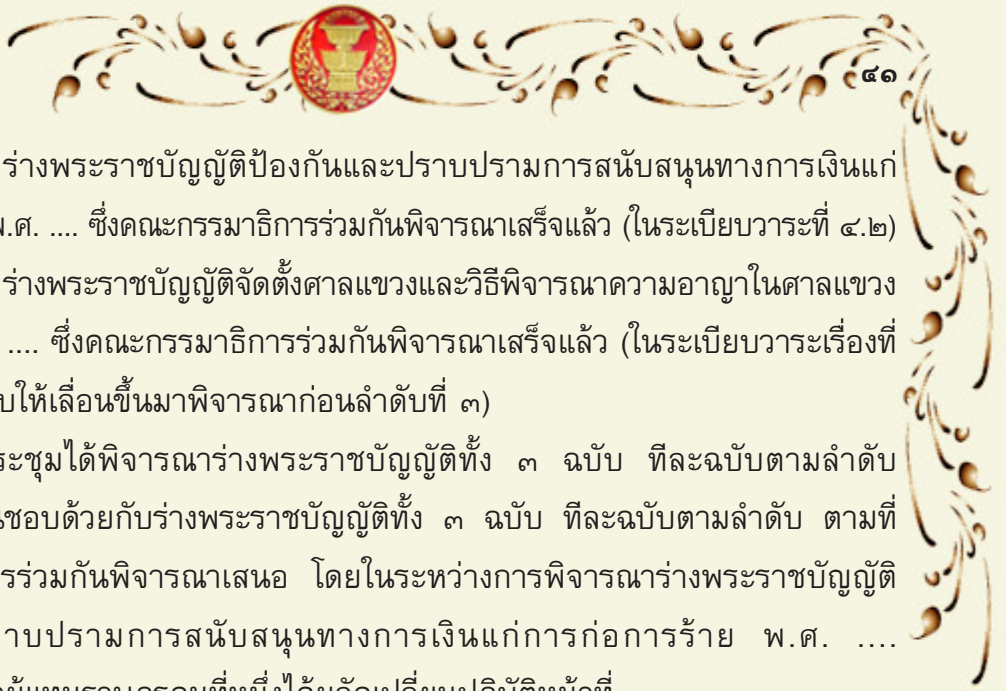 ๔๑
ร่างพระราชบัญญัติป้องกันและปราบปรามการสนับสนุนทางการเงินแก่
พ.ศ. .... ซึ่งคณะกรรมาธิการร่วมกันพิจารณาเสร็จแล้ว (ในระเบียบวาระที่ ๔.๒)
ร่างพระราชบัญญัติจัดตั้งศาลแขวงและวิธีพิจารณาความอาญาในศาลแขวง
.... ซึ่งคณะกรรมาธิการร่วมกันพิจารณาเสร็จแล้ว (ในระเบียบวาระเรื่องที่
บให้เลื่อนขึ้นมาพิจารณาก่อนลำดับที่ ๓)
ระชุมได้พิจารณาร่างพระราชบัญญัติทั้ง ๓ ฉบับ ทีละฉบับตามลำดับ
นชอบด้วยกับร่างพระราชบัญญัติทั้ง ๓ ฉบับ ทีละฉบับตามลำดับ ตามที่
รร่วมกันพิจารณาเสนอ โดยในระหว่างการพิจารณาร่างพระราชบัญญัติ
าบปรามการสนับสนุนทางการเงินแก่การก่อการร้าย พ.ศ. ....